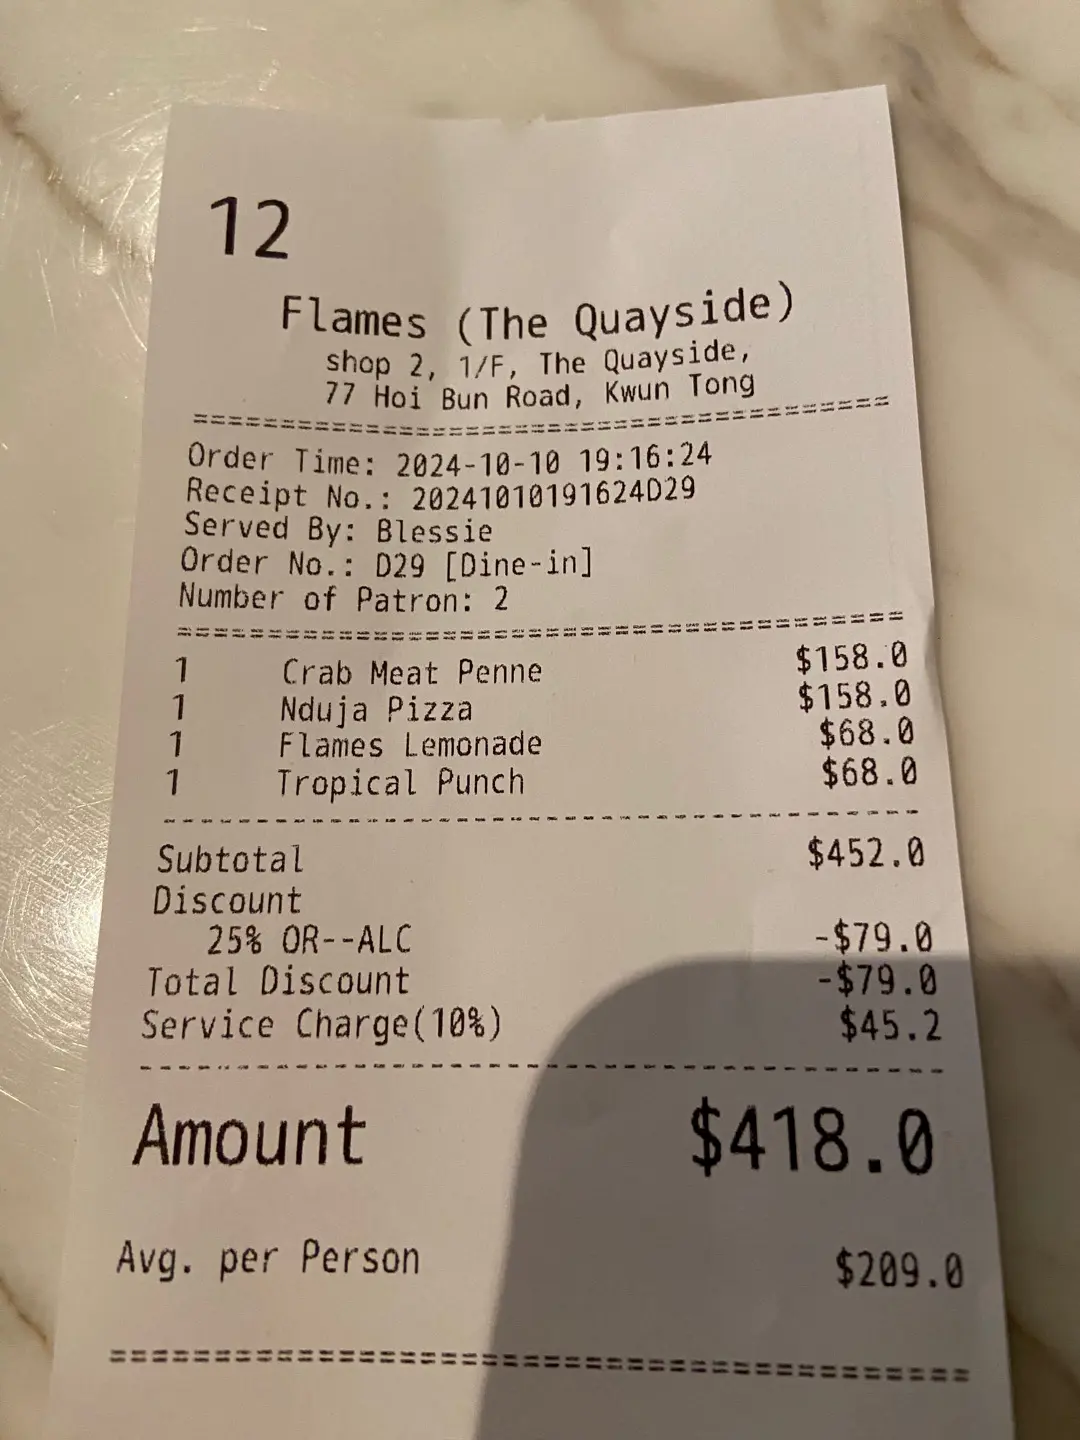 12
Flames (The Quayside)
shop 2, 1/F, The Quayside,
77 Hoi Bun Road, Kwun Tong
Order Time: 2024-10-10 19:16:24
Receipt No.: 20241010191624D29
Served By: Blessie
Order No.: D29 [Dine-in]
Number of Patron: 2
1 Crab Meat Penne $158.0
1 Nduja Pizza $158.0
1 Flames Lemonade $68.0
1 Tropical Punch $68.0
Subtotal $452.0
Discount
25% OR--ALC -$79.0
Total Discount -$79.0
Service Charge(10%) $45.2
Amount $418.0
Avg. per Person $209.0